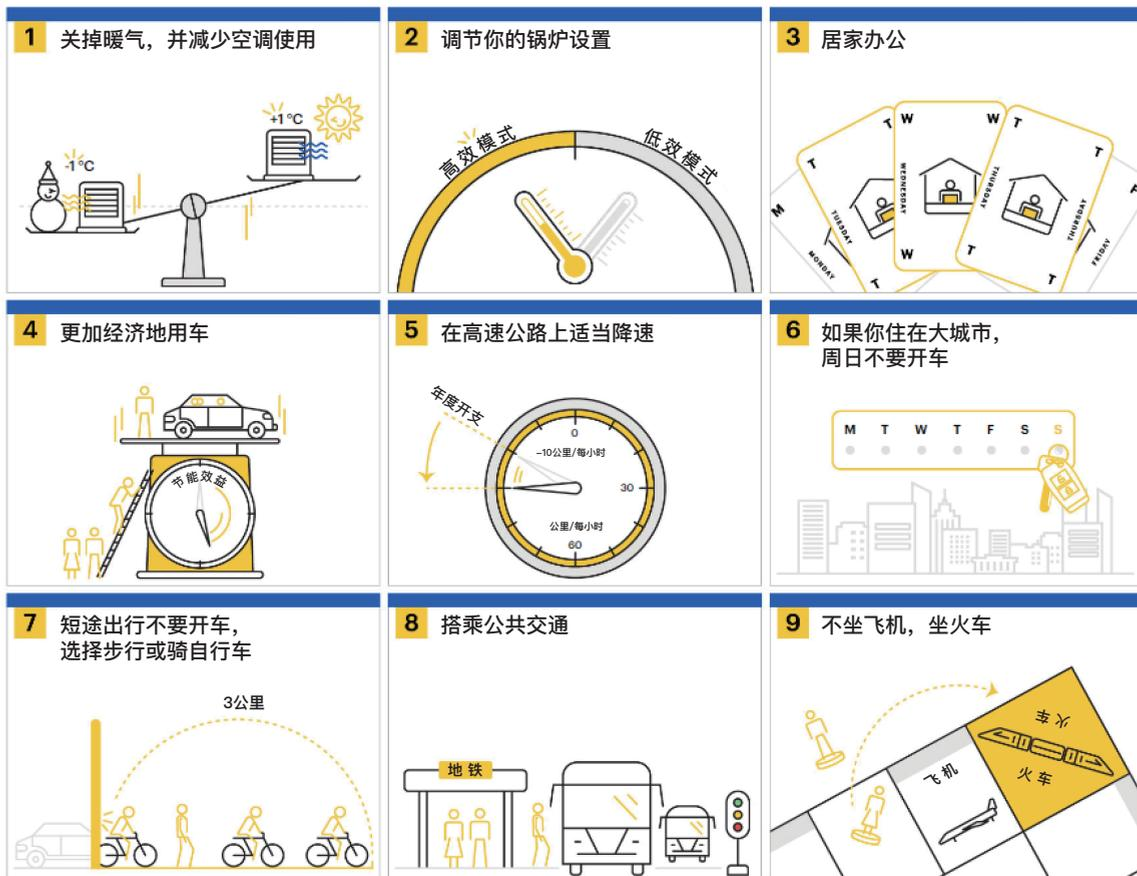 1 关掉暖气，并减少空调使用
-1°C
+1°C
2 调节你的锅炉设置
高效模式
低效模式
3 居家办公
M
MONDAY
T
T
TUESDAY
T
W
W
WEDNESDAY
W
T
T
THURSDAY
THURSDAY
T
T
F
FRIDAY
4 更加经济地用车
节能效益
5 在高速公路上适当降速
年度开支
0
-10公里/每小时
30
公里/每小时
60
6 如果你住在大城市，
周日不要开车
M T W T F S S
7 短途出行不要开车，
选择步行或骑自行车
3公里
8 搭乘公共交通
地铁
9 不坐飞机，坐火车
火车
飞机
火车